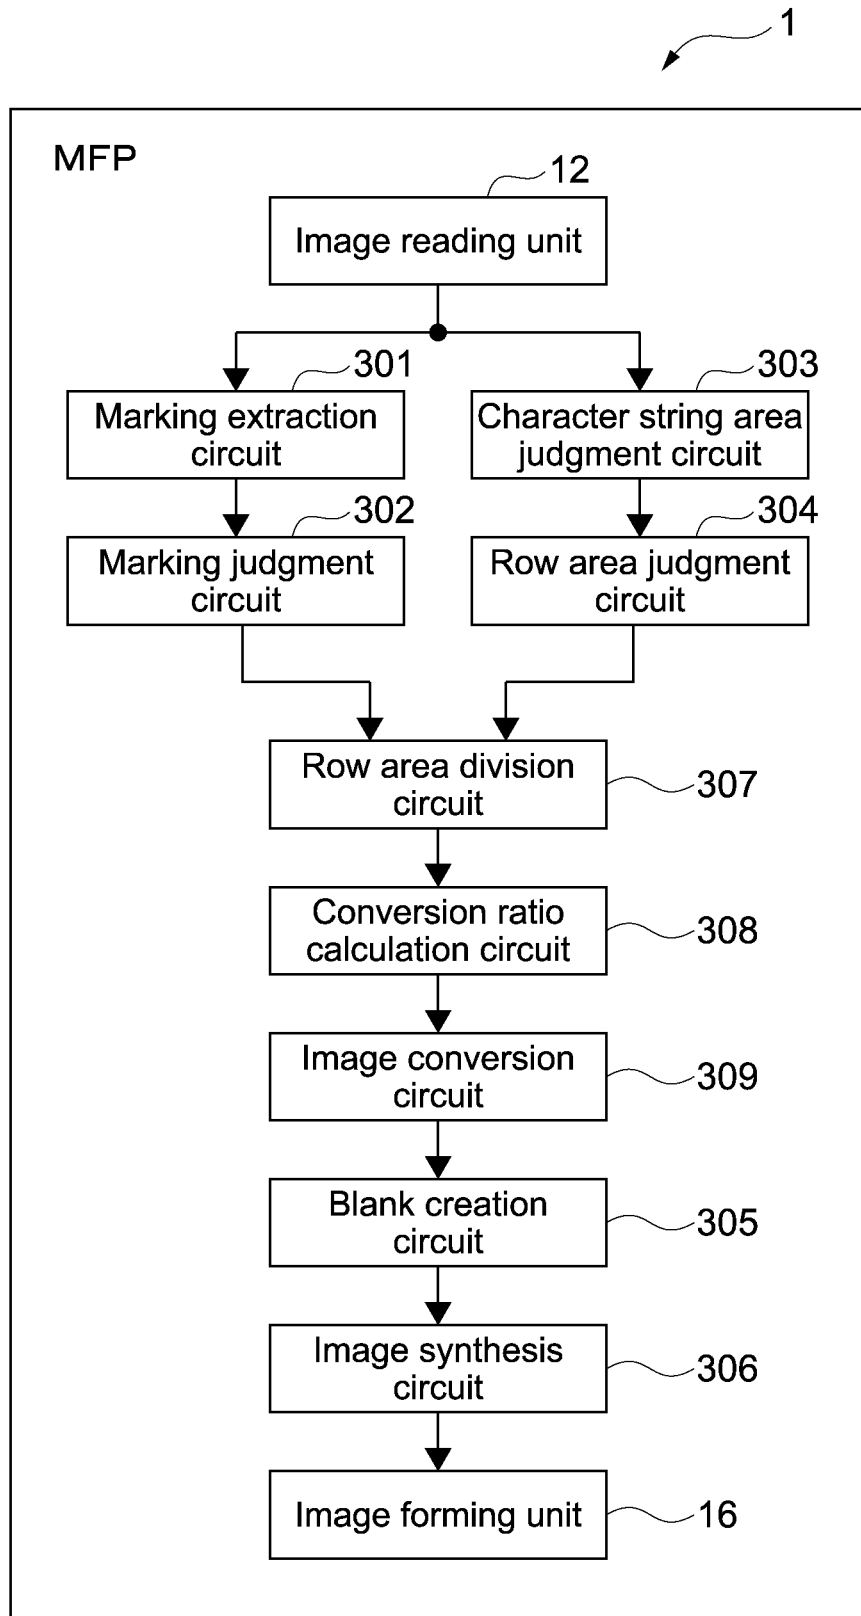 1
MFP
12
Image reading unit
301
303
Marking extraction
circuit
Character string area
judgment circuit
302
304
Marking judgment
circuit
Row area judgment
circuit
Row area division
circuit
307
Conversion ratio
calculation circuit
308
Image conversion
circuit
309
Blank creation
circuit
305
Image synthesis
circuit
306
Image forming unit
16